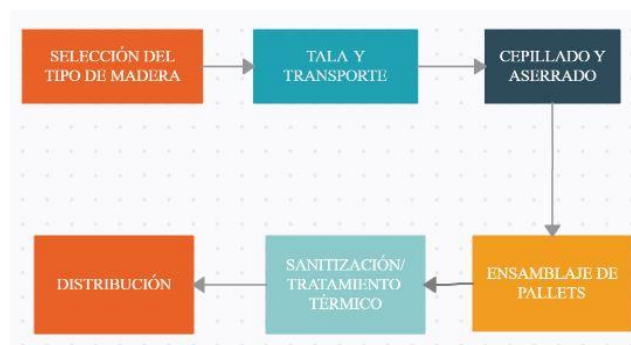 SELECCIÓN DEL
TIPO DE MADERA
TALA Y
TRANSPORTE
CEPILLADO Y
ASERRADO
ENSAMBLAJE DE
PALLETS
SANITIZACIÓN/
TRATAMIENTO
TÉRMICO
DISTRIBUCIÓN